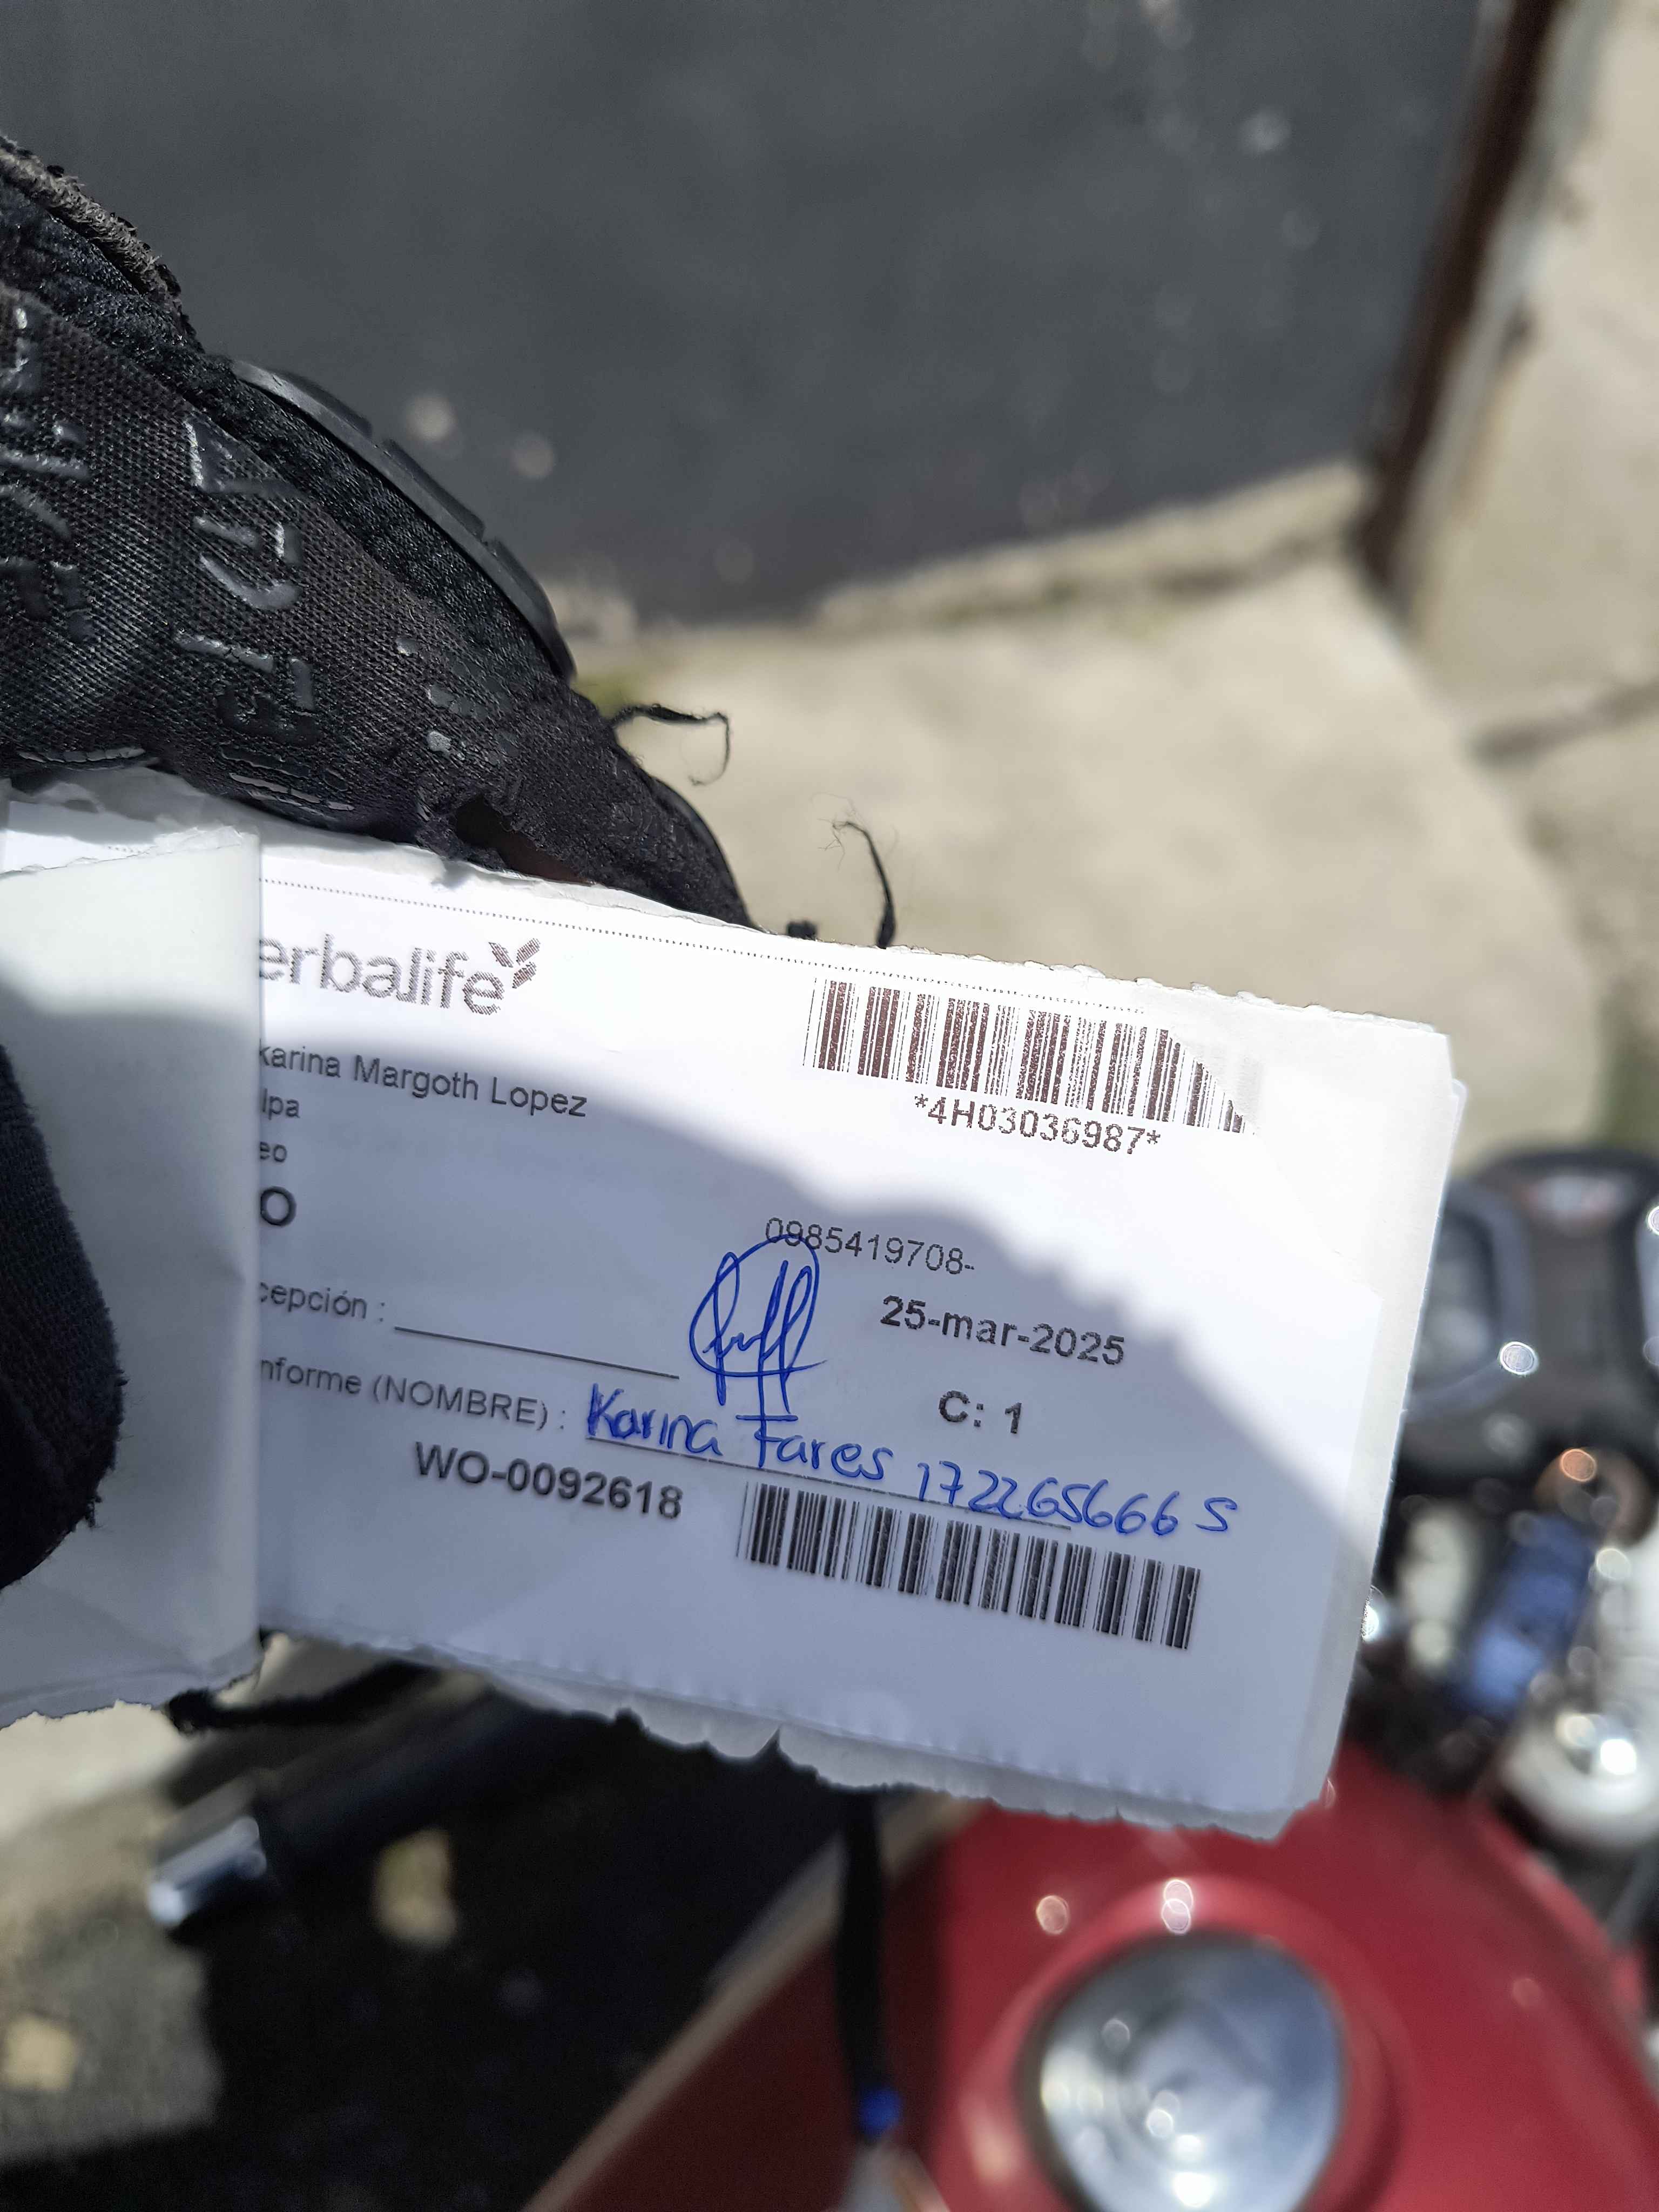 erbalife
karina Margoth Lopez
lpa
eo
O
*4H03036987*
0985419708-
cepción :
25-mar-2025
nforme (NOMBRE) : Karina Fares 1722656665
C: 1
WO-0092618